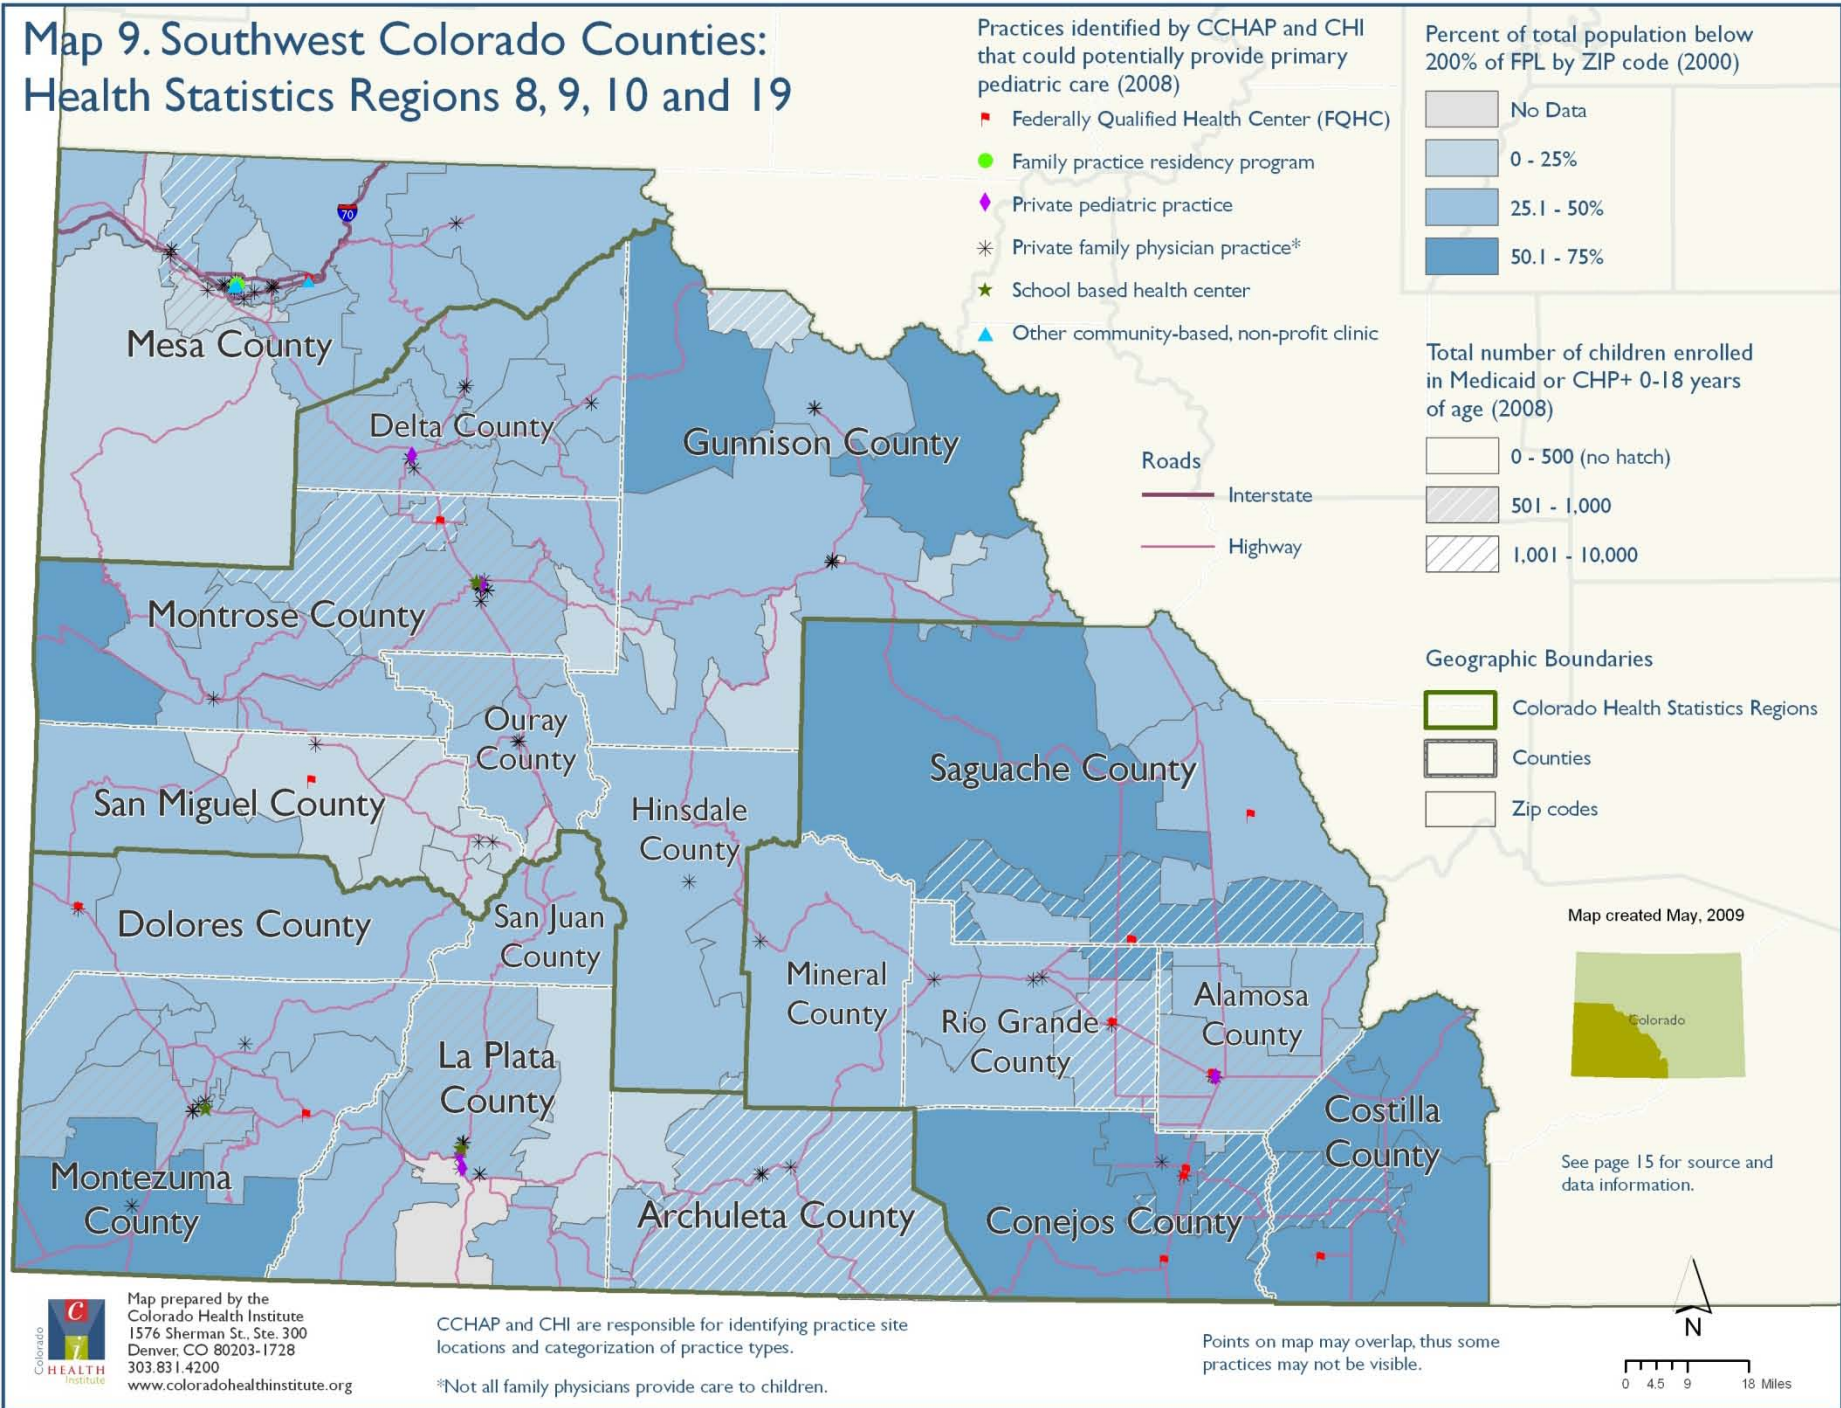 Map 9. Southwest Colorado Counties:
Health Statistics Regions 8, 9, 10 and 19
Practices identified by CCHAP and CHI
that could potentially provide primary
pediatric care (2008)
Federally Qualified Health Center (FQHC)
Family practice residency program
Private pediatric practice
Private family physician practice*
School based health center
Other community-based, non-profit clinic
Percent of total population below
200% of FPL by ZIP code (2000)
No Data
0 - 25%
25.1 - 50%
50.1 - 75%
Total number of children enrolled
in Medicaid or CHP+ 0-18 years
of age (2008)
0 - 500 (no hatch)
501 - 1,000
1,001 - 10,000
Roads
Interstate
Highway
Geographic Boundaries
Colorado Health Statistics Regions
Counties
Zip codes
70
Mesa County
Delta County
Gunnison County
Montrose County
Ouray
County
San Miguel County
Hinsdale
County
Saguache County
Dolores County
San Juan
County
Mineral
County
Rio Grande
County
Alamosa
County
La Plata
County
Costilla
County
Montezuma
County
Archuleta County
Conejos County
Map created May, 2009
Colorado
See page 15 for source and
data information.
N
0 4.5 9 18 Miles
C
i
Colorado
HEALTH
Institute
Map prepared by the
Colorado Health Institute
1576 Sherman St., Ste. 300
Denver, CO 80203-1728
303.831.4200
www.coloradohealthinstitute.org
CCHAP and CHI are responsible for identifying practice site
locations and categorization of practice types.
*Not all family physicians provide care to children.
Points on map may overlap, thus some
practices may not be visible.